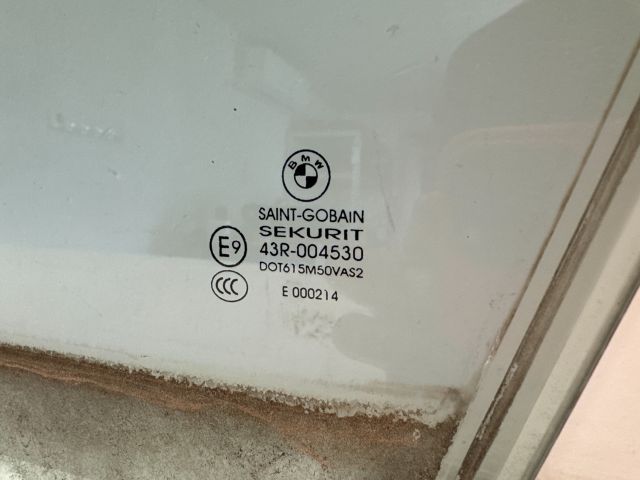 BMW
SAINT-GOBAIN
SEKURIT
E9 43R-004530
DOT615M50VAS2
CCC E 000214